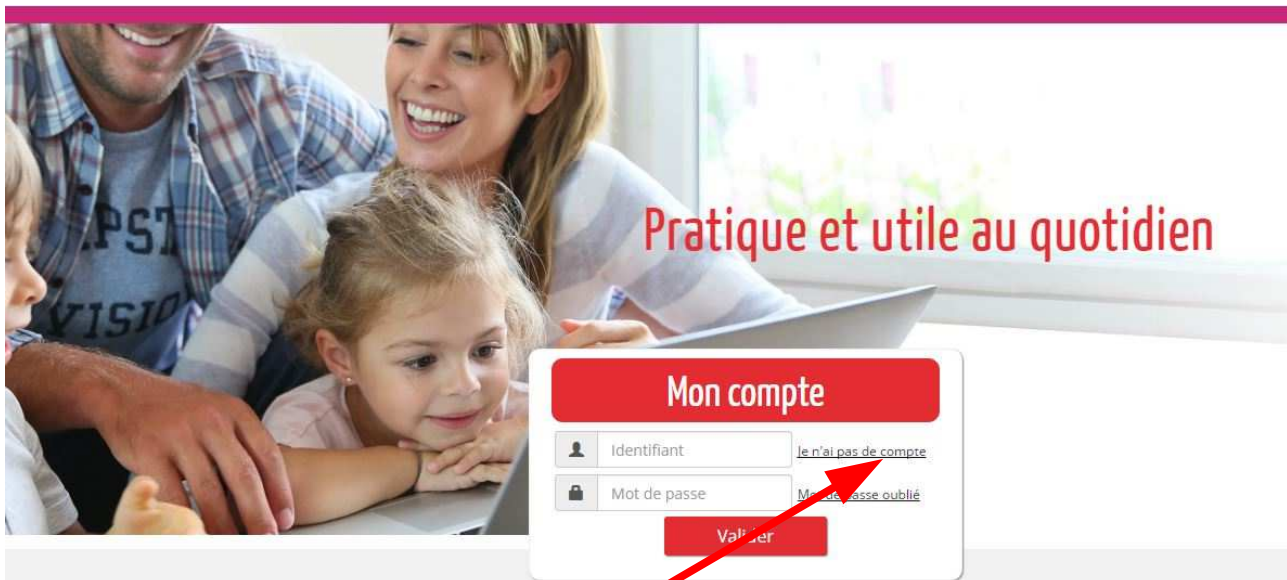 Pratique et utile au quotidien
Mon compte
Identifiant
Je n'ai pas de compte
Mot de passe
Mot de passe oublié
Valider